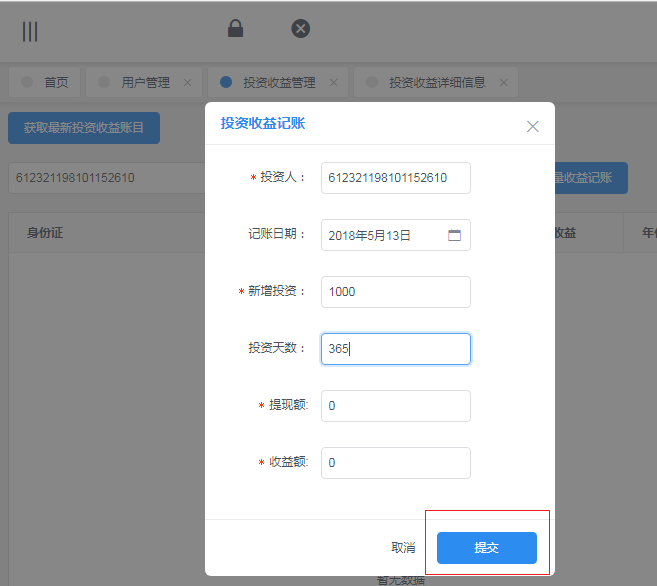 首页
用户管理
投资收益管理
投资收益详细信息
获取最新投资收益账目
投资收益记账
612321198101152610
量收益记账
* 投资人：
612321198101152610
身份证
收益
记账日期：
2018年5月13日
* 新增投资：
1000
投资天数：
365
* 提现额:
0
* 收益额:
0
取消
提交
暂无数据